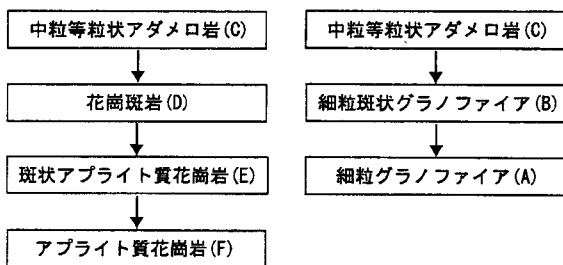 中粒等粒状アダメロ岩(C)
花崗斑岩(D)
斑状アプライト質花崗岩(E)
アプライト質花崗岩(F)
中粒等粒状アダメロ岩(C)
細粒斑状グラノファイア(B)
細粒グラノファイア(A)